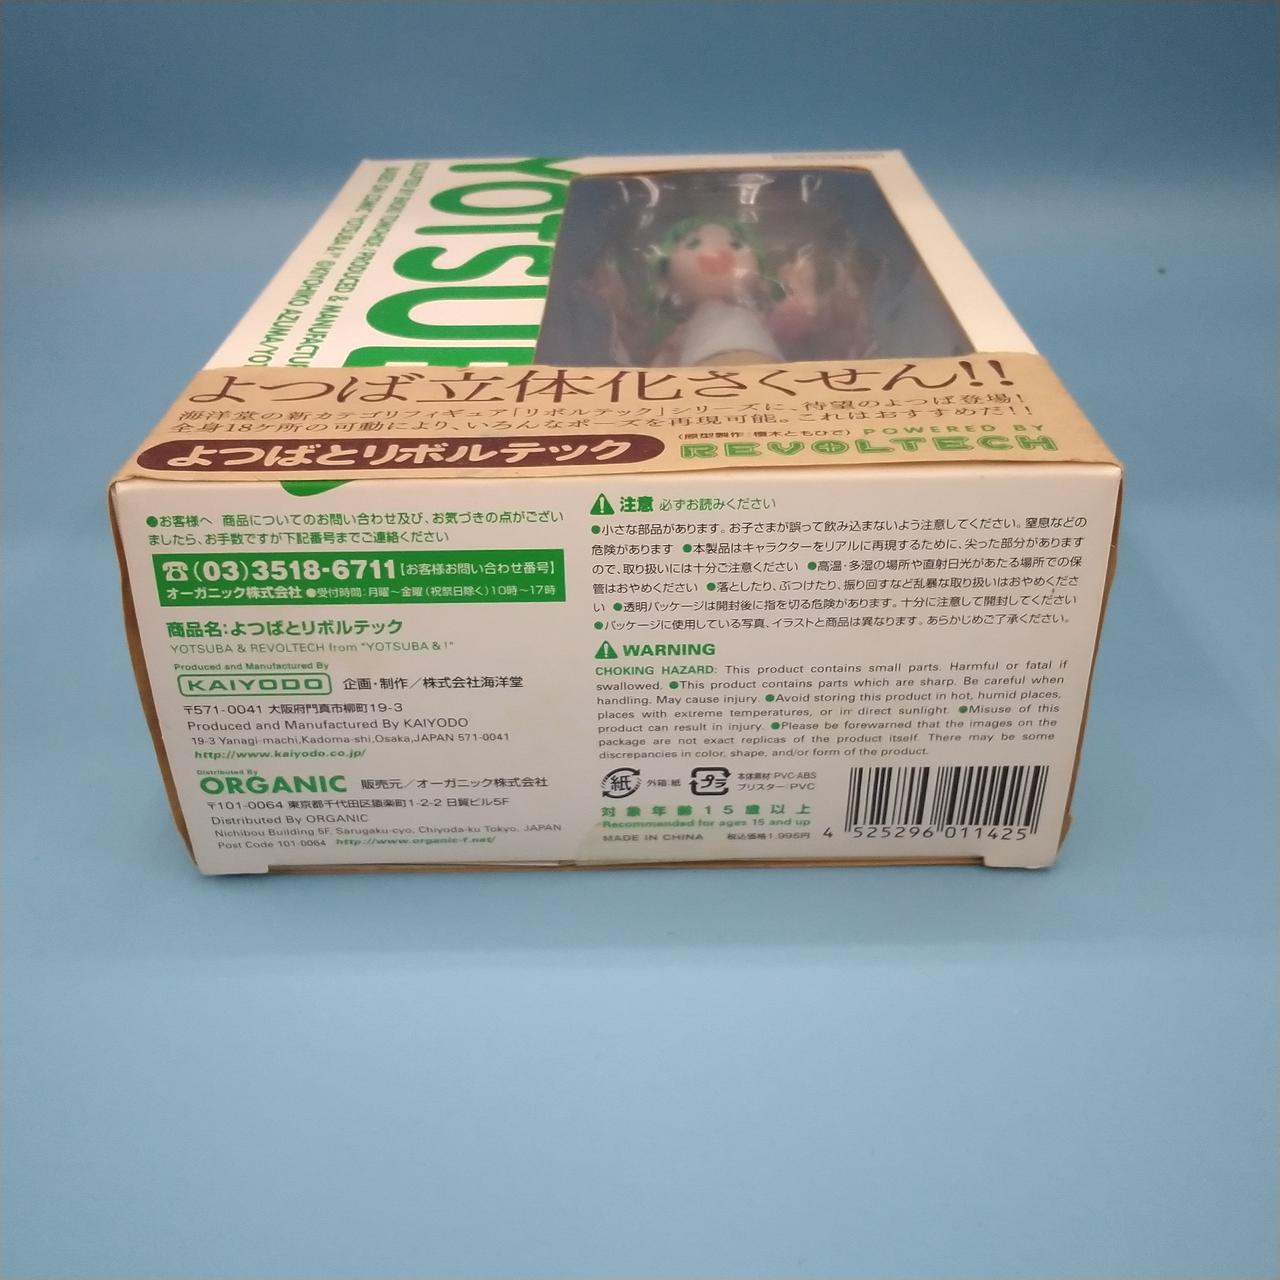 YOTSUB
SCULPTED BY ENOKI TOMOHIDE / PRODUCED & MANUFACTUR
BASED ON COMIC "YOTSUBA &!" ©KIYOHIKO AZUMA/YOT
よつば立体化さくせん!!
海洋堂の新カテゴリフィギュア「リボルテック」シリーズに、待望のよつば登場!
全身18ケ所の可動により、いろんなポーズを再現可能。これはおすすめだ!!
よつばとリボルテック
(原型製作：榎木ともひで) POWERED BY
REVOLTECH
●お客様へ 商品についてのお問い合わせ及び、お気づきの点がござい
ましたら、お手数ですが下記番号までご連絡ください
☎(03)3518-6711【お客様お問い合わせ番号】
オーガニック株式会社 ●受付時間：月曜～金曜(祝祭日除く)10時～17時
商品名：よつばとリボルテック
YOTSUBA & REVOLTECH from "YOTSUBA &!"
Produced and Manufactured By
KAIYODO 企画・制作／株式会社海洋堂
〒571-0041 大阪府門真市柳町19-3
Produced and Manufactured By KAIYODO
19-3 Yanagi-machi,Kadoma-shi,Osaka,JAPAN 571-0041
http://www.kaiyodo.co.jp/
Distributed By
ORGANIC 販売元／オーガニック株式会社
〒101-0064 東京都千代田区猿楽町1-2-2 日貿ビル5F
Distributed By ORGANIC
Nichibou Building 5F, Sarugaku-cyo, Chiyoda-ku Tokyo, JAPAN
Post Code 101-0064 http://www.organic-f.net/
⚠注意 必ずお読みください
●小さな部品があります。お子さまが誤って飲み込まないよう注意してください。窒息などの
危険があります ●本製品はキャラクターをリアルに再現するために、尖った部分があります
ので、取り扱いには十分ご注意ください ●高温・多湿の場所や直射日光があたる場所での保
管はおやめください ●落としたり、ぶつけたり、振り回すなど乱暴な取り扱いはおやめくださ
い ●透明パッケージは開封後に指を切る危険があります。十分に注意して開封してください
●パッケージに使用している写真、イラストと商品は異なります。あらかじめご了承ください。
⚠WARNING
CHOKING HAZARD: This product contains small parts. Harmful or fatal if
swallowed. ●This product contains parts which are sharp. Be careful when
handling. May cause injury. ●Avoid storing this product in hot, humid places,
places with extreme temperatures, or in direct sunlight. ●Misuse of this
product can result in injury. ●Please be forewarned that the images on the
package are not exact replicas of the product itself. There may be some
discrepancies in color, shape, and/or form of the product.
紙 外箱：紙 プラ 本体素材：PVC・ABS
ブリスター：PVC
対象年齢15歳以上
Recommended for ages 15 and up
MADE IN CHINA 税込価格1,995円
4 525296 011425